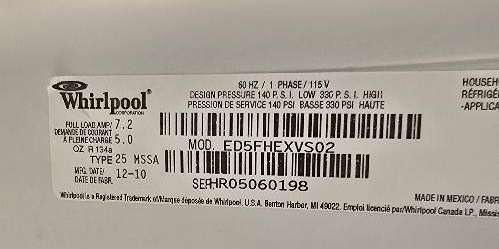 Whirlpool
CORPORATION
60 HZ / 1 PHASE / 115 V
DESIGN PRESSURE 140 P. S. I. LOW 330 P. S. I. HIGH
PRESSION DE SERVICE 140 PSI BASSE 330 PSI HAUTE
HOUSEH
RÉFRIGÉ
-APPLICA
FULL LOAD AMP/ 7.2
DEMANDE DE COURANT
À PLEINE CHARGE 5.0
OZ R 134a
TYPE 25 MSSA
MFG. DATE/ 12-10
DATE DE FABR.
MOD. ED5FHEXVS02
SER HR05060198
MADE IN MEXICO / FABR
Whirlpool is a Registered Trademark of/Marque déposée de Whirlpool, U.S.A. Benton Harbor, MI 49022. Emploi licencié par/Whirlpool Canada LP., Missis